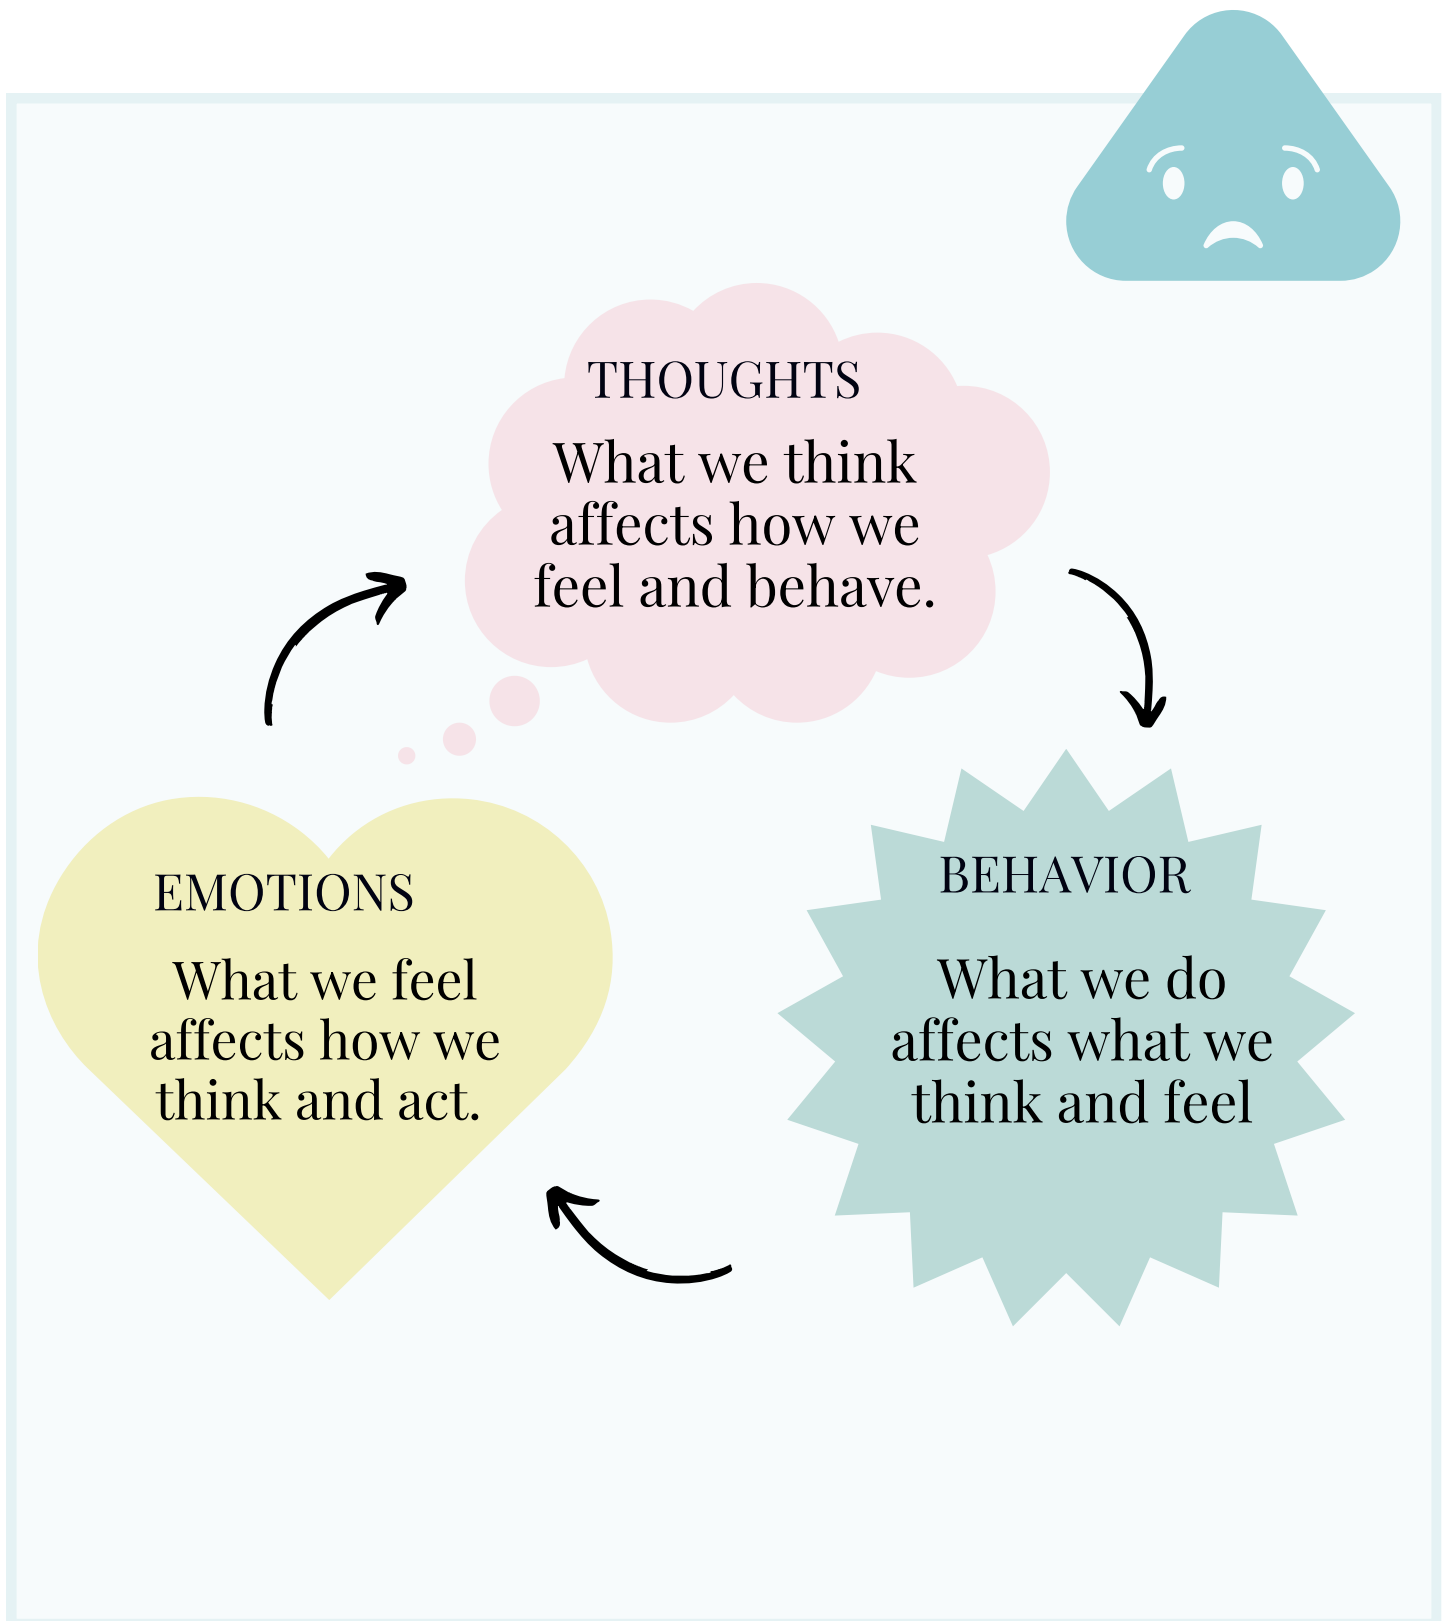 THOUGHTS
What we think
affects how we
feel and behave.
EMOTIONS
What we feel
affects how we
think and act.
BEHAVIOR
What we do
affects what we
think and feel